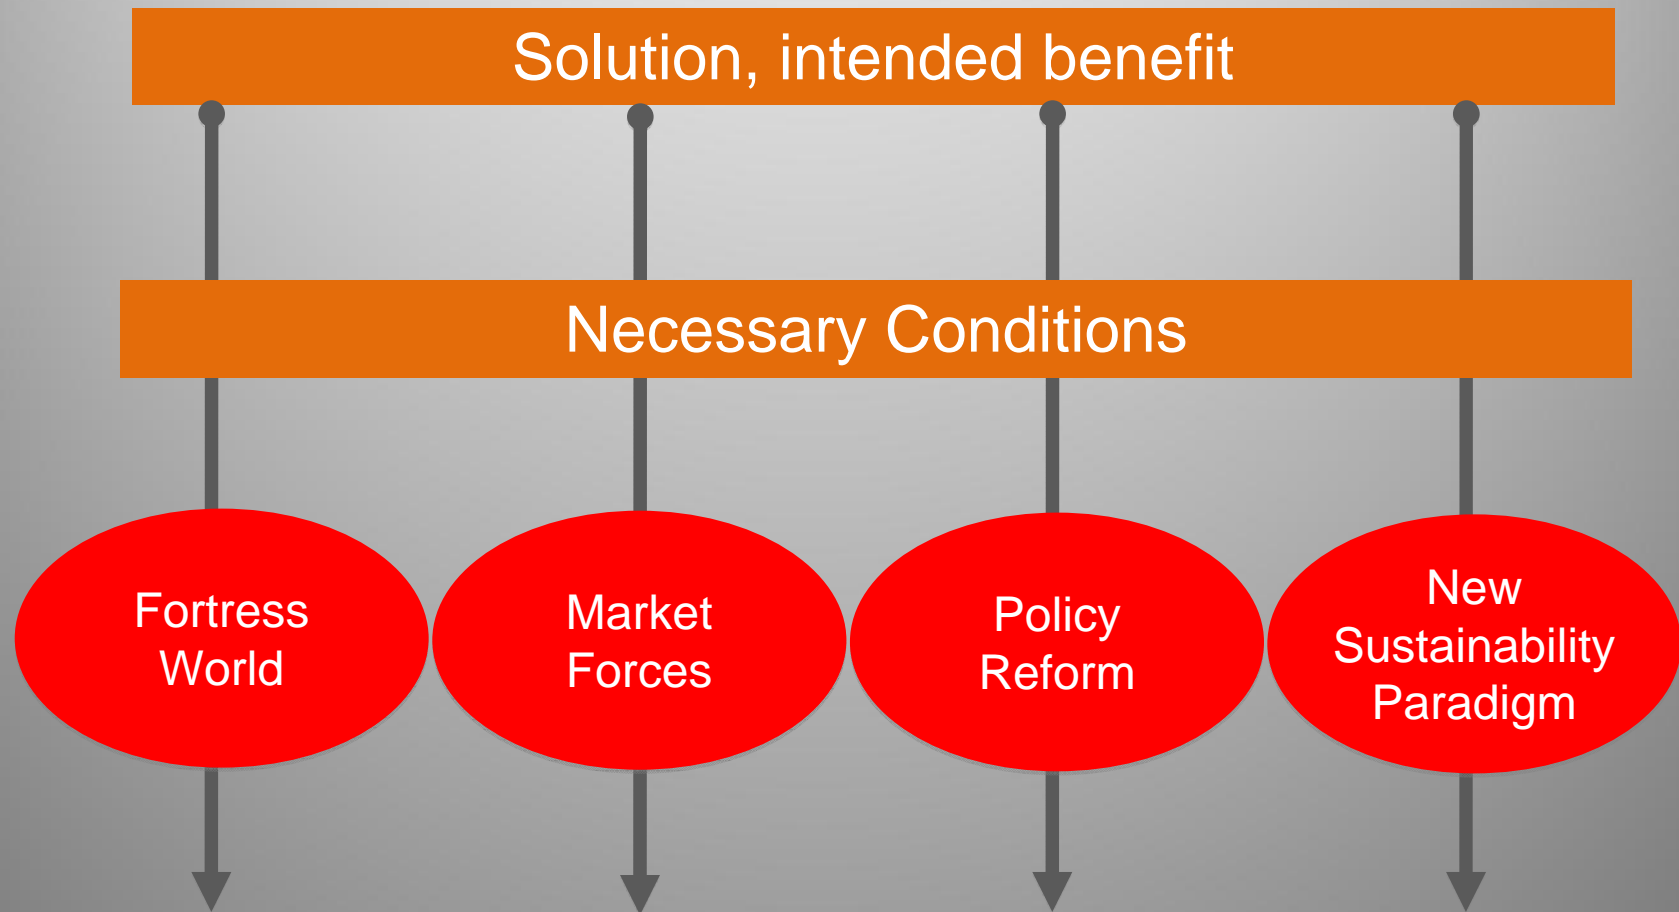 Solution, intended benefit
Necessary Conditions
Fortress
World
Market
Forces
Policy
Reform
New
Sustainability
Paradigm